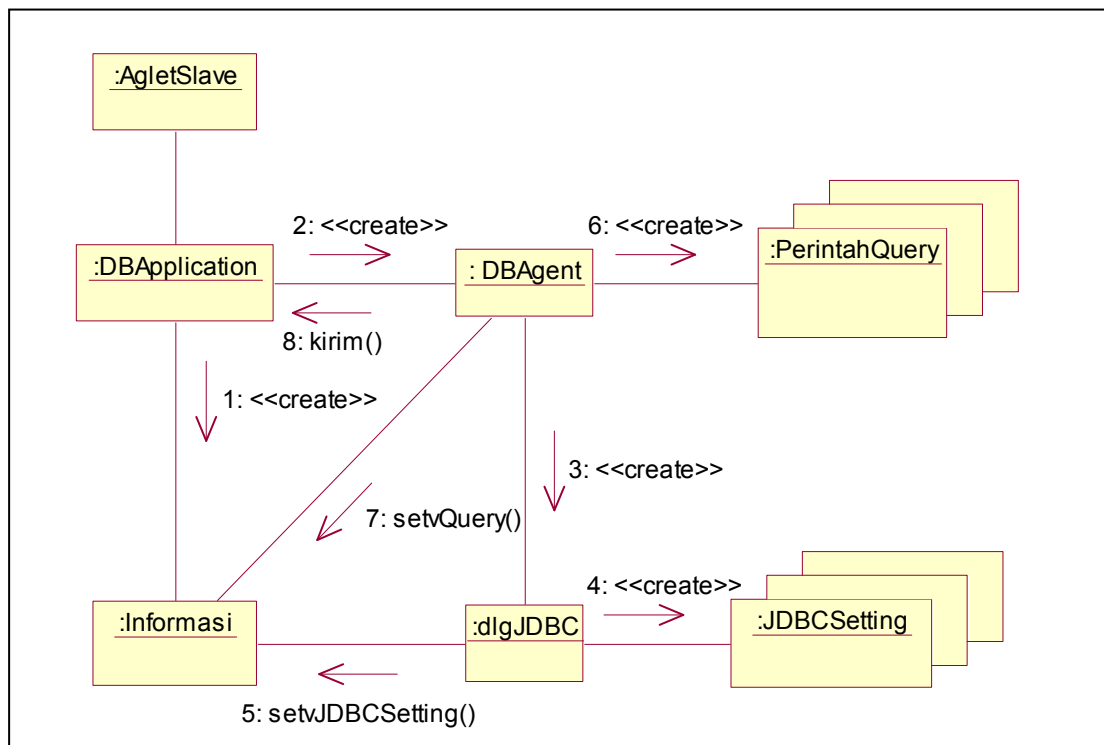 :AgletSlave
2: <<create>>
6: <<create>>
:DBApplication
: DBAgent
:PerintahQuery
8: kirim()
1: <<create>>
3: <<create>>
7: setvQuery()
4: <<create>>
:Informasi
:dlgJDBC
:JDBCSetting
5: setvJDBCSetting()